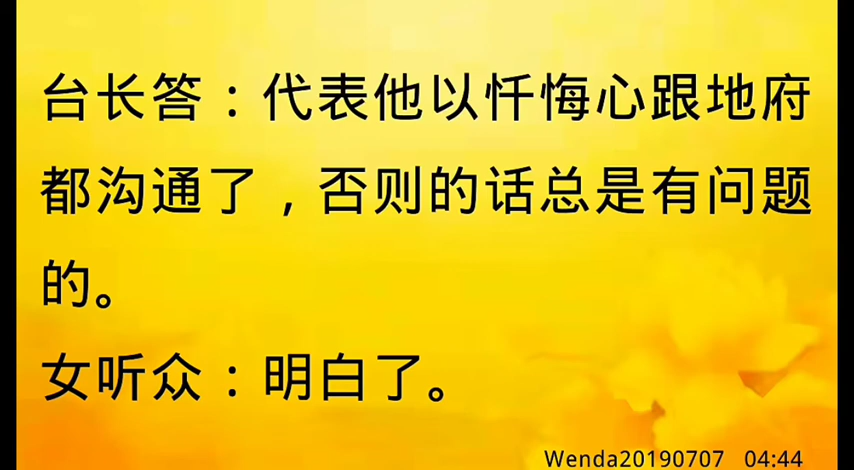 台长答：代表他以忏悔心跟地府
都沟通了，否则的话总是有问题
的。
女听众：明白了。
Wenda20190707 04:44